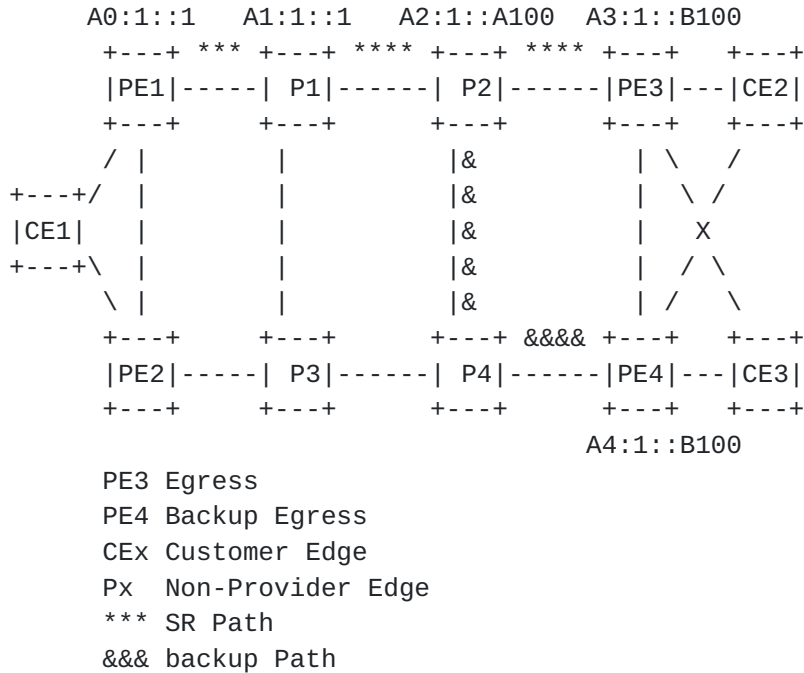 A0:1::1   A1:1::1   A2:1::A100  A3:1::B100
+---+ *** +---+ **** +---+ **** +---+   +---+
|PE1|-----| P1|------| P2|------|PE3|---|CE2|
+---+     +---+      +---+      +---+   +---+
/ |        |          |&         | \   /
+---+/  |        |          |&         |  \ /
|CE1|   |        |          |&         |   X
+---+\  |        |          |&         |  / \
\ |        |          |&         | /   \
+---+     +---+      +---+ &&&& +---+   +---+
|PE2|-----| P3|------| P4|------|PE4|---|CE3|
+---+     +---+      +---+      +---+   +---+
A4:1::B100
PE3 Egress
PE4 Backup Egress
CEx Customer Edge
Px  Non-Provider Edge
*** SR Path
&&& backup Path